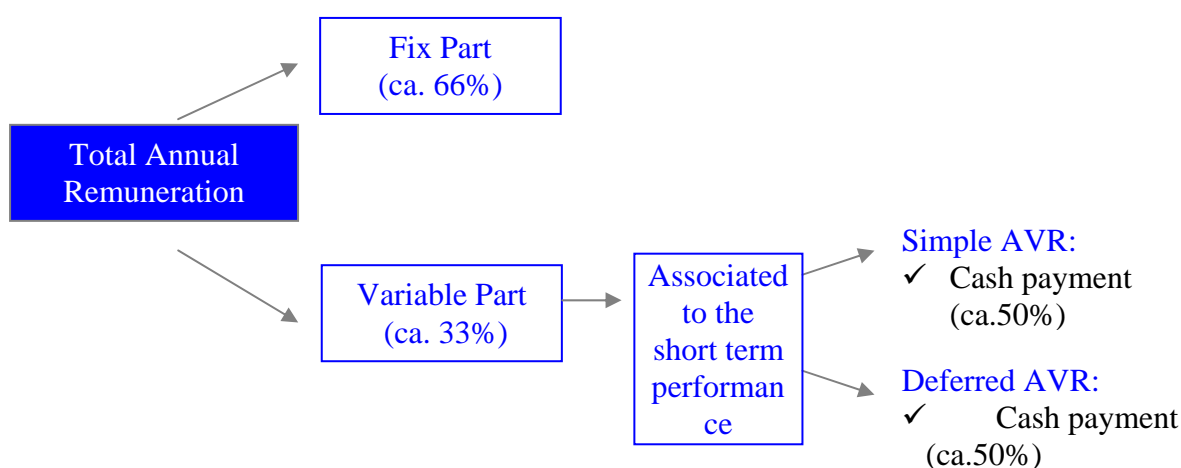 Fix Part
(ca. 66%)
Total Annual
Remuneration
Variable Part
(ca. 33%)
Associated
to the
short term
performan
ce
Simple AVR:
✓ Cash payment
(ca.50%)
Deferred AVR:
✓ Cash payment
(ca.50%)